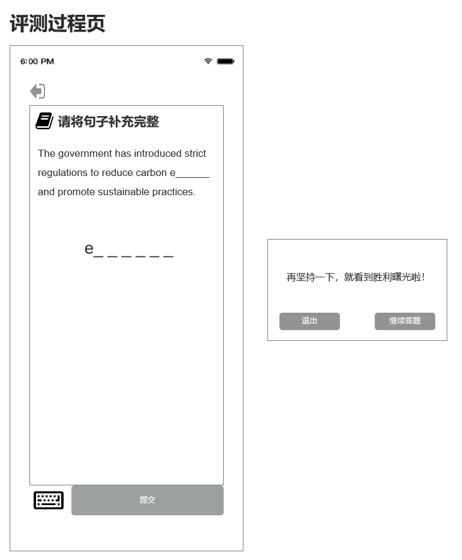 评测过程页
6:00 PM
请将句子补充完整
The government has introduced strict
regulations to reduce carbon e______
and promote sustainable practices.
e_ _ _ _ _ _
提交
再坚持一下，就看到胜利曙光啦！
退出
继续答题